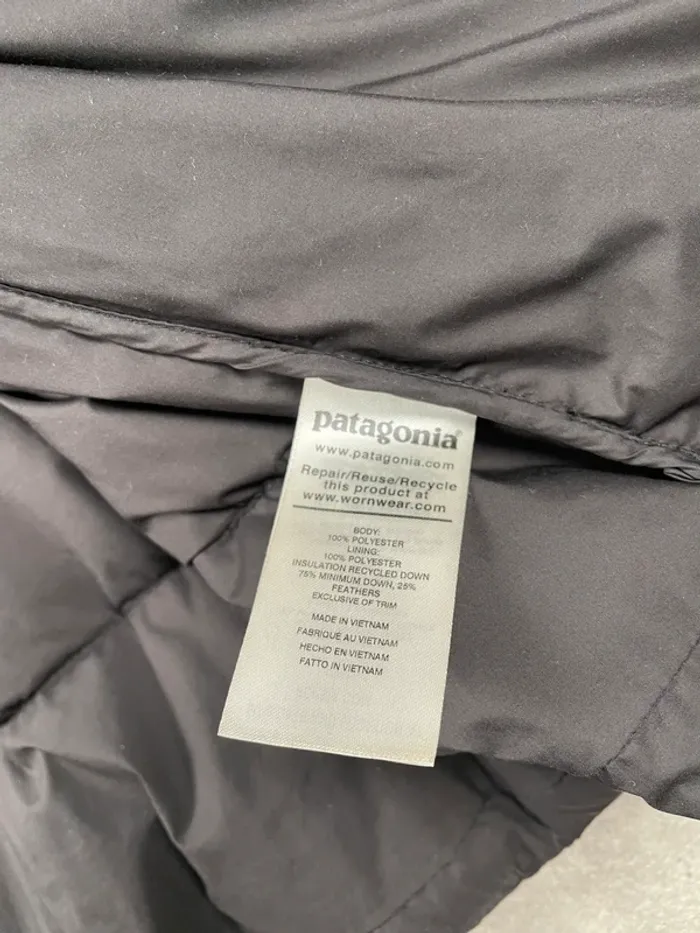 patagonia®
www.patagonia.com
Repair/Reuse/Recycle
this product at
www.wornwear.com
BODY:
100% POLYESTER
LINING:
100% POLYESTER
INSULATION RECYCLED DOWN
75% MINIMUM DOWN, 25%
FEATHERS
EXCLUSIVE OF TRIM
MADE IN VIETNAM
FABRIQUÉ AU VIETNAM
HECHO EN VIETNAM
FATTO IN VIETNAM